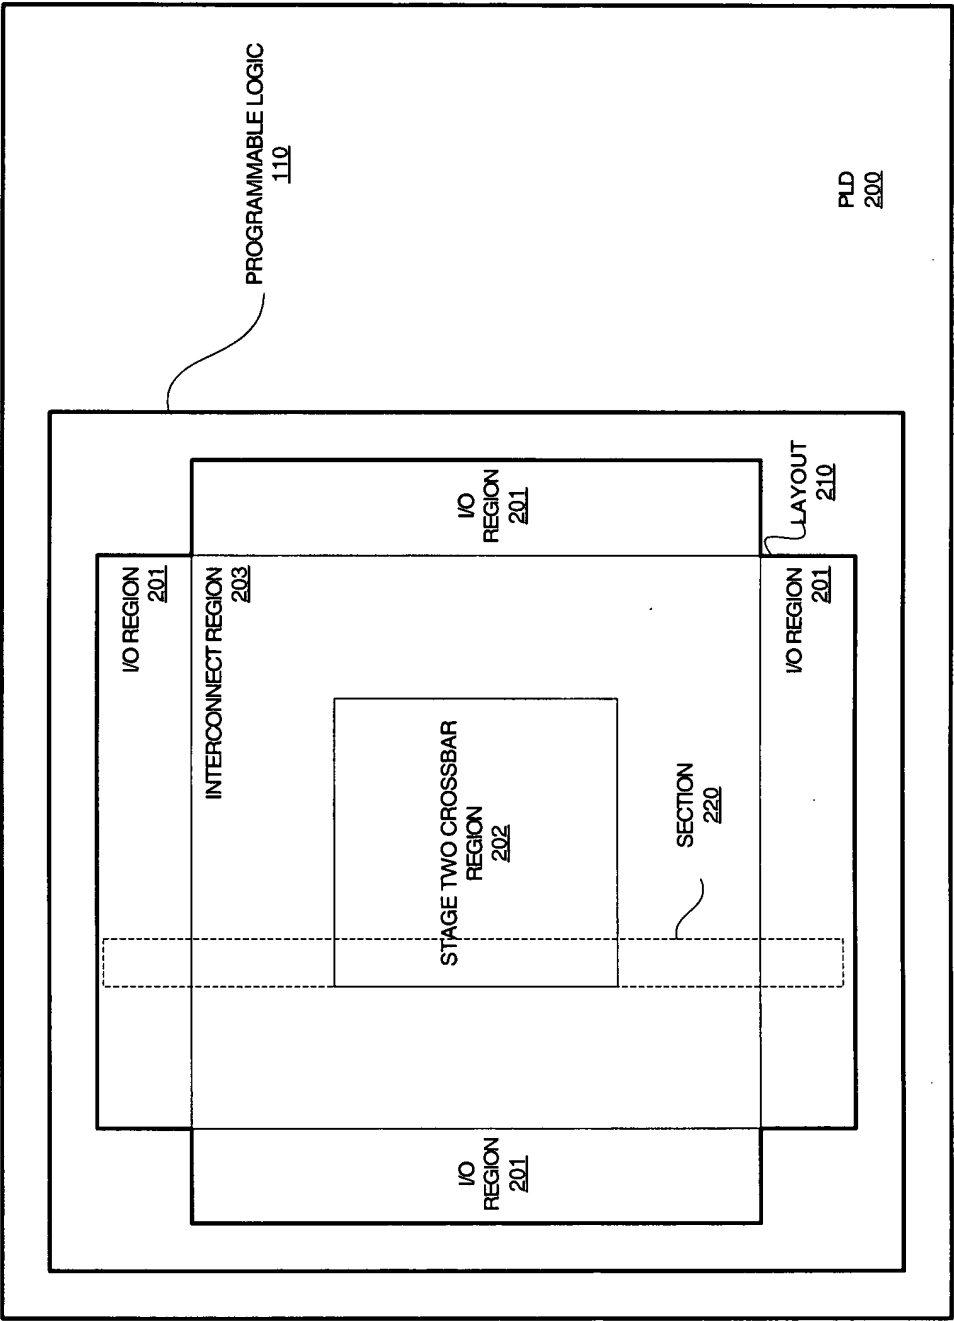 I/O REGION
201
INTERCONNECT REGION
203
PROGRAMMABLE LOGIC
110
I/O
REGION
201
STAGE TWO CROSSBAR
REGION
202
I/O
REGION
201
SECTION
220
I/O REGION
201
LAYOUT
210
PLD
200